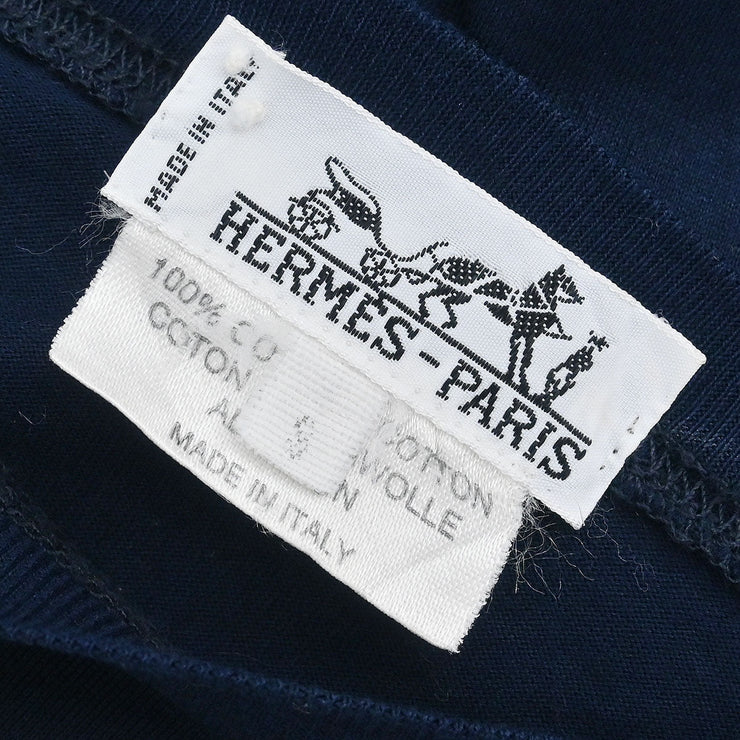 MADE IN ITALY
HERMES-PARIS
100% CO
COTON COTTON
WOLLE
MADE IN ITALY
S